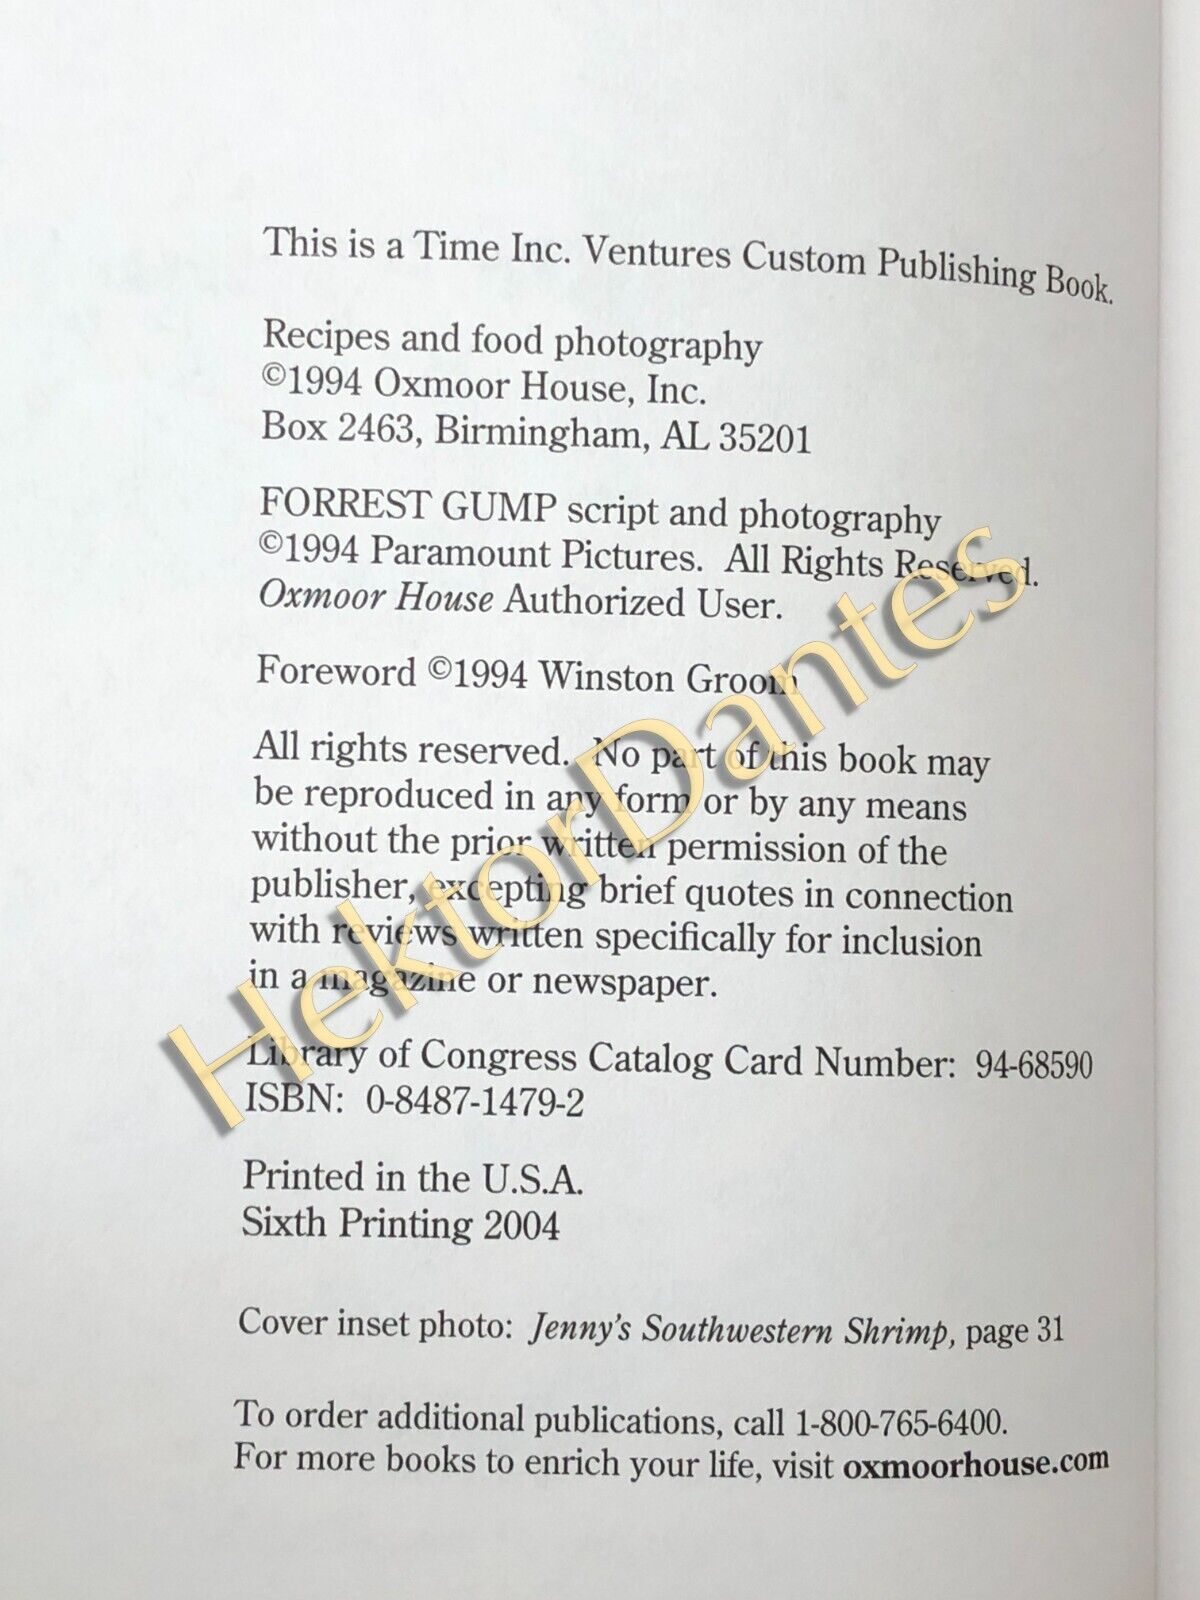 This is a Time Inc. Ventures Custom Publishing Book.
Recipes and food photography
©1994 Oxmoor House, Inc.
Box 2463, Birmingham, AL 35201
FORREST GUMP script and photography
©1994 Paramount Pictures. All Rights Reserved.
Oxmoor House Authorized User.
Foreword ©1994 Winston Groom
All rights reserved. No part of this book may
be reproduced in any form or by any means
without the prior written permission of the
publisher, excepting brief quotes in connection
with reviews written specifically for inclusion
in a magazine or newspaper.
Library of Congress Catalog Card Number: 94-68590
ISBN: 0-8487-1479-2
Printed in the U.S.A.
Sixth Printing 2004
Cover inset photo: Jenny's Southwestern Shrimp, page 31
To order additional publications, call 1-800-765-6400.
For more books to enrich your life, visit oxmoorhouse.com
HektorDantes